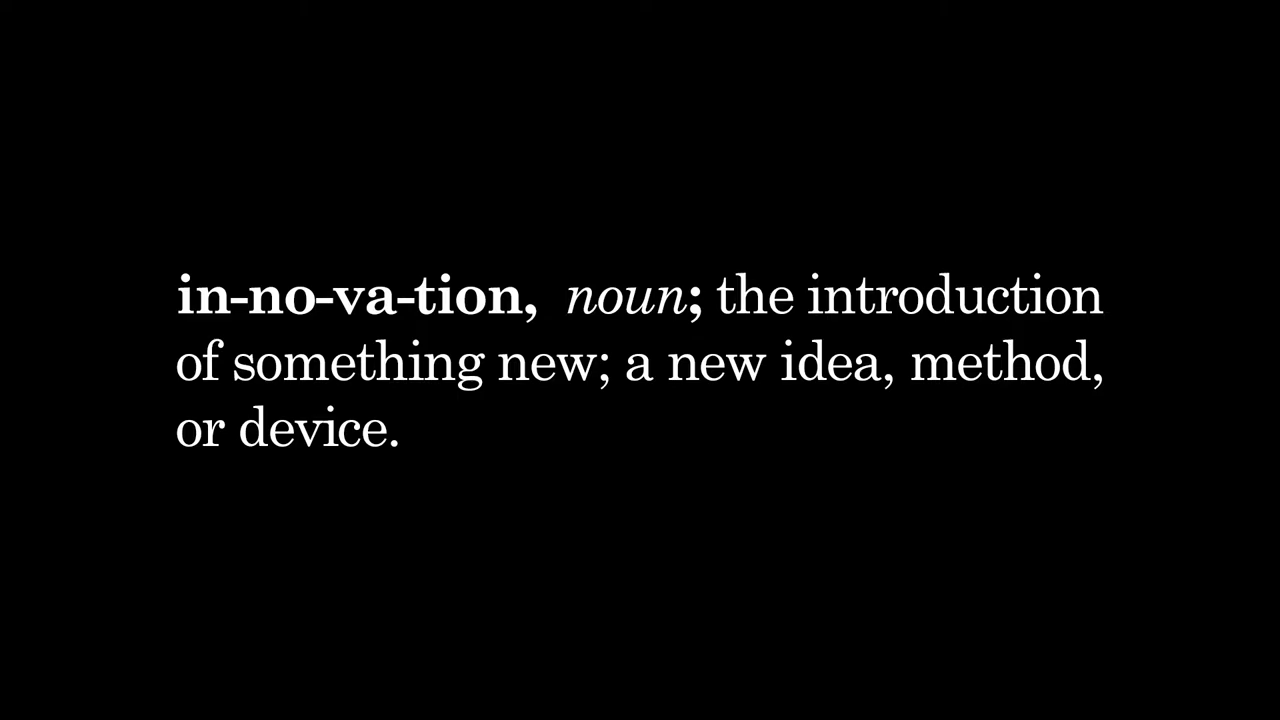 in-no-va-tion, noun; the introduction
of something new; a new idea, method,
or device.